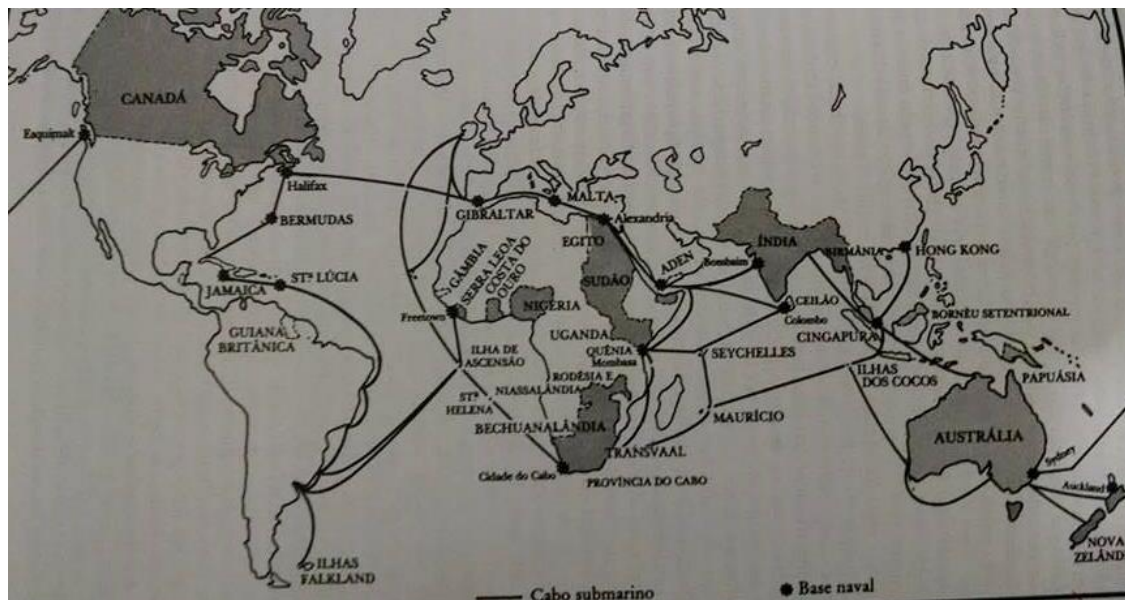 CANADÁ
Esquimalt
Halifax
BERMUDAS
JAMAICA
STª LÚCIA
GUIANA
BRITÂNICA
ILHAS
FALKLAND
GIBRALTAR
MALTA
Alexandria
EGITO
SUDÃO
ADEN
GÂMBIA
SERRA LEOA
COSTA DO
OURO
NIGÉRIA
Freetown
UGANDA
QUÊNIA
Mombasa
ILHA DE
ASCENSÃO
STª
HELENA
RODÉSIA E
NIASSALÂNDIA
BECHUANALÂNDIA
TRANSVAAL
Cidade do Cabo
PROVÍNCIA DO CABO
Bombaim
ÍNDIA
BIRMÂNIA
HONG KONG
CEILÃO
Colombo
SEYCHELLES
MAURÍCIO
CINGAPURA
BORNÉU SETENTRIONAL
ILHAS
DOS COCOS
PAPUÁSIA
AUSTRÁLIA
Sydney
Auckland
NOVA
ZELÂND
Cabo submarino
Base naval